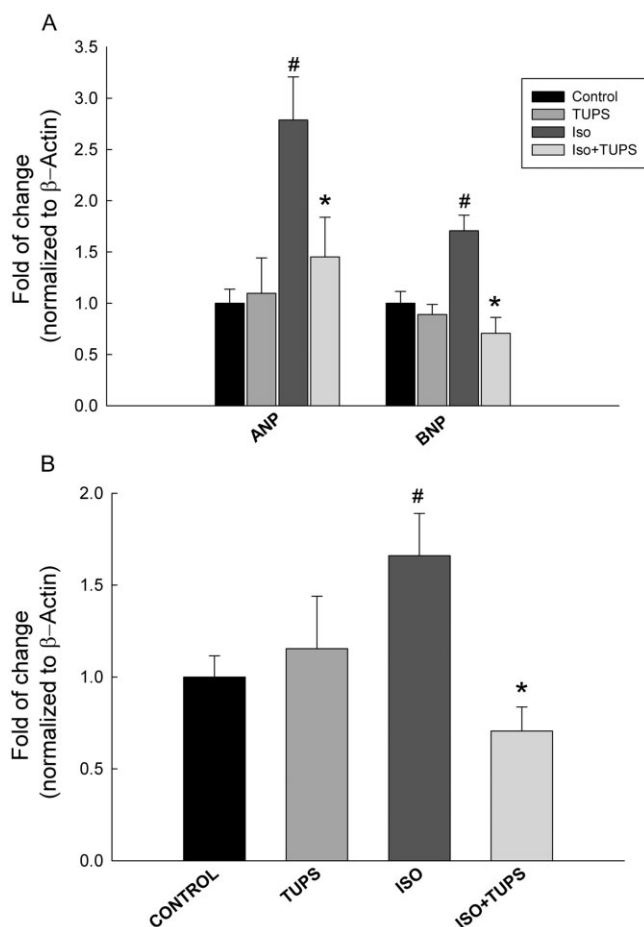 A
Fold of change
(normalized to β−Actin)
3.5
3.0
2.5
2.0
1.5
1.0
0.5
0.0
#
*
#
*
Control
TUPS
Iso
Iso+TUPS
ANP
BNP
B
Fold of change
(normalized to β−Actin)
2.0
1.5
1.0
0.5
0.0
#
*
CONTROL
TUPS
ISO
ISO+TUPS